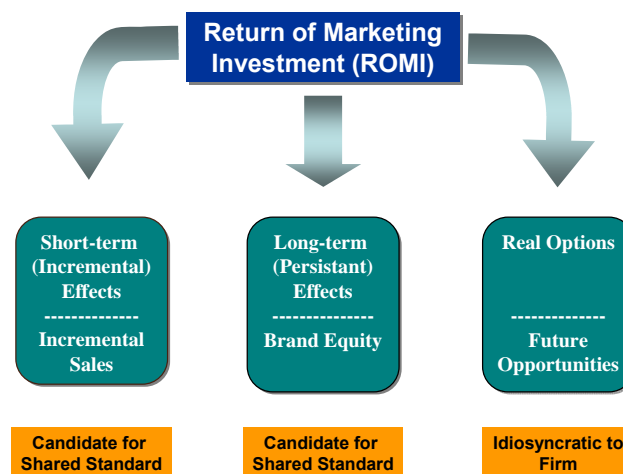 Return of Marketing
Investment (ROMI)
Short-term
(Incremental)
Effects
--------------
Incremental
Sales
Long-term
(Persistant)
Effects
---------------
Brand Equity
Real Options
--------------
Future
Opportunities
Candidate for
Shared Standard
Candidate for
Shared Standard
Idiosyncratic to
Firm